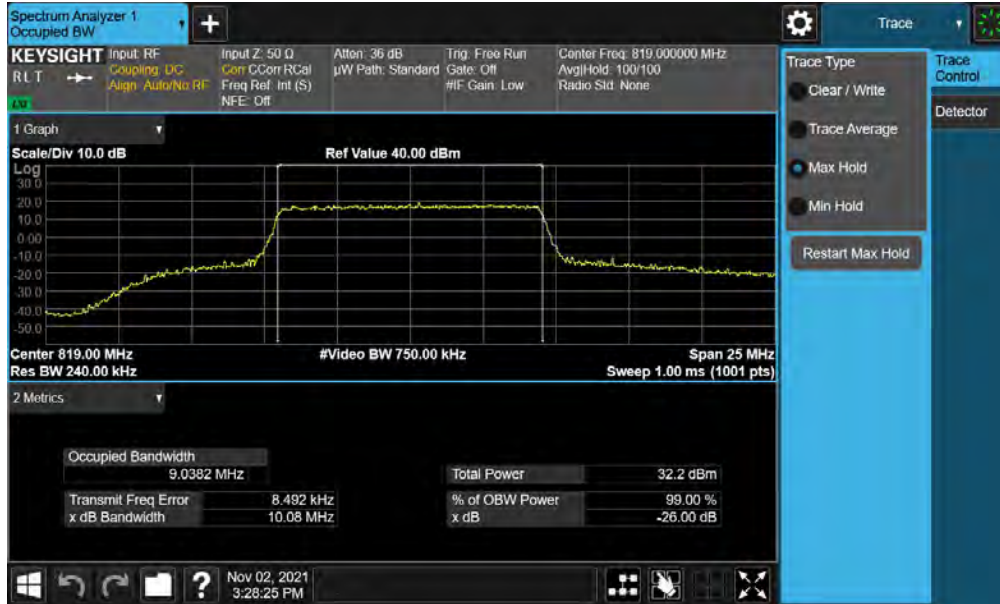 Spectrum Analyzer 1
Occupied BW
+
Trace
KEYSIGHT
RLT
LXI
Input: RF
Coupling: DC
Align: Auto/No RF
Input Z: 50 Ω
Corr CCorr RCal
Freq Ref: Int (S)
NFE: Off
Atten: 36 dB
µW Path: Standard
Trig: Free Run
Gate: Off
#IF Gain: Low
Center Freq: 819.000000 MHz
Avg|Hold: 100/100
Radio Std: None
1 Graph
Scale/Div 10.0 dB
Ref Value 40.00 dBm
Log
30.0
20.0
10.0
0.00
-10.0
-20.0
-30.0
-40.0
-50.0
Center 819.00 MHz
#Video BW 750.00 kHz
Span 25 MHz
Res BW 240.00 kHz
Sweep 1.00 ms (1001 pts)
2 Metrics
Occupied Bandwidth
9.0382 MHz
Total Power 32.2 dBm
Transmit Freq Error 8.492 kHz
% of OBW Power 99.00 %
x dB Bandwidth 10.08 MHz
x dB -26.00 dB
?
Nov 02, 2021
3:28:25 PM
Trace Type
Clear / Write
Trace Average
Max Hold
Min Hold
Restart Max Hold
Trace
Control
Detector